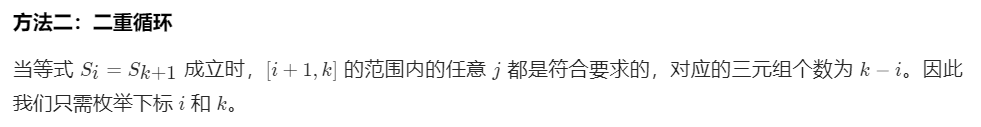 方法二：二重循环
当等式 Si = Sk+1 成立时，[i + 1, k] 的范围内的任意 j 都是符合要求的，对应的三元组个数为 k − i。因此
我们只需枚举下标 i 和 k。